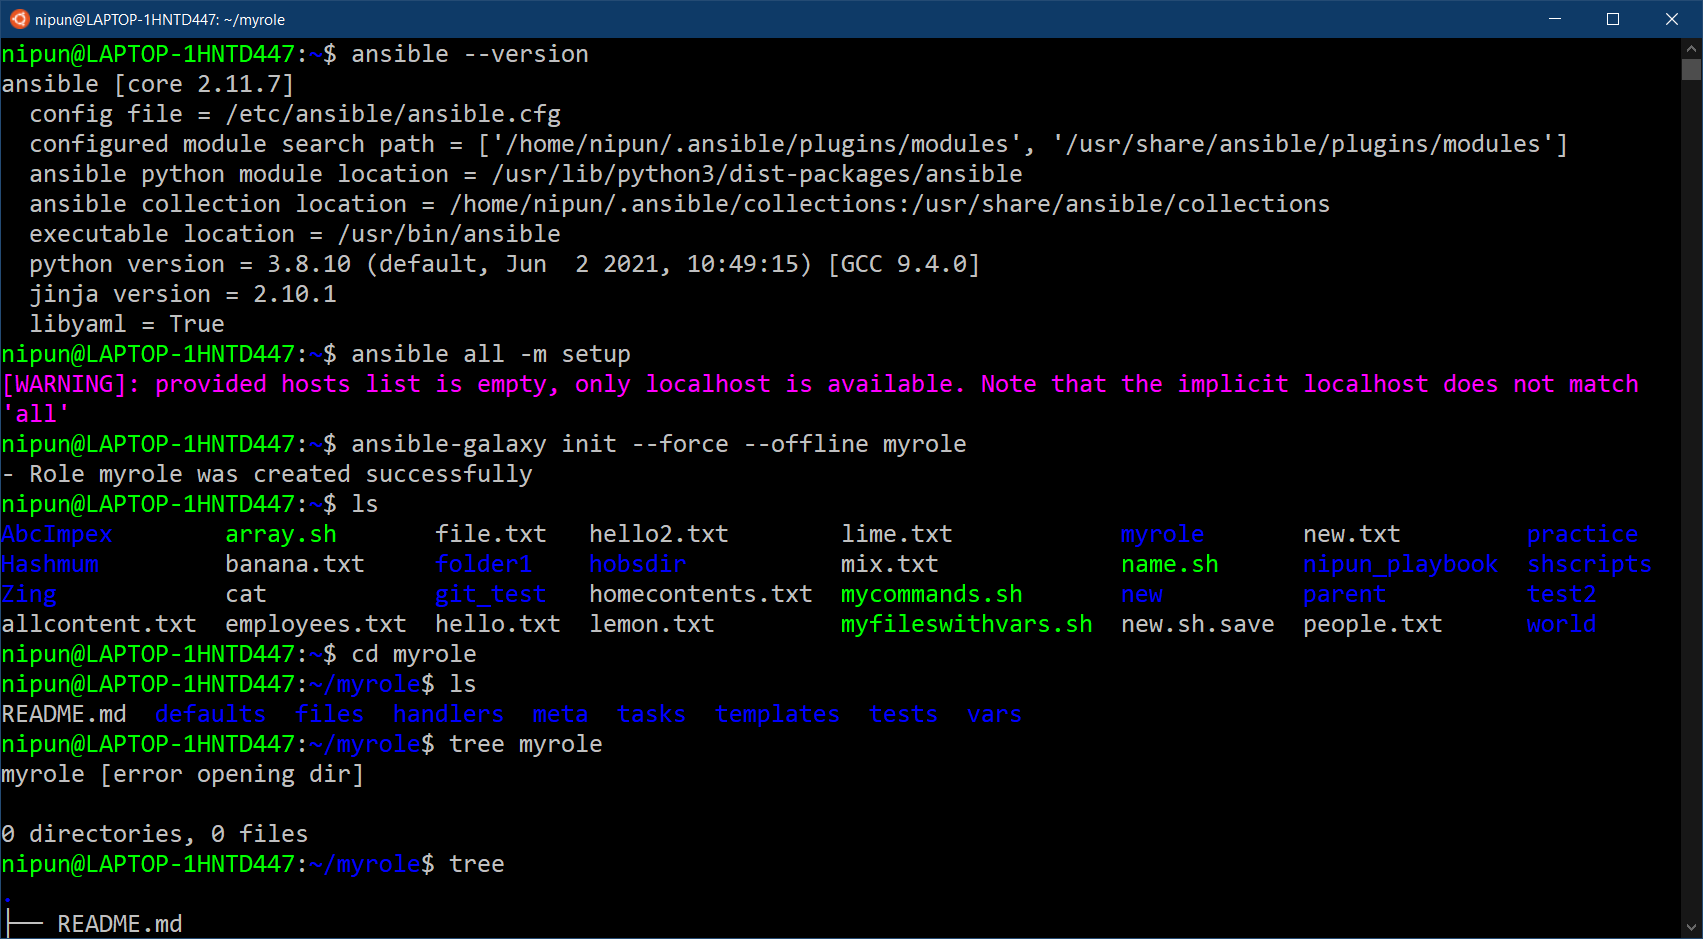 nipun@LAPTOP-1HNTD447: ~/myrole
nipun@LAPTOP-1HNTD447:~$ ansible --version
ansible [core 2.11.7]
  config file = /etc/ansible/ansible.cfg
  configured module search path = ['/home/nipun/.ansible/plugins/modules', '/usr/share/ansible/plugins/modules']
  ansible python module location = /usr/lib/python3/dist-packages/ansible
  ansible collection location = /home/nipun/.ansible/collections:/usr/share/ansible/collections
  executable location = /usr/bin/ansible
  python version = 3.8.10 (default, Jun  2 2021, 10:49:15) [GCC 9.4.0]
  jinja version = 2.10.1
  libyaml = True
nipun@LAPTOP-1HNTD447:~$ ansible all -m setup
[WARNING]: provided hosts list is empty, only localhost is available. Note that the implicit localhost does not match
'all'
nipun@LAPTOP-1HNTD447:~$ ansible-galaxy init --force --offline myrole
- Role myrole was created successfully
nipun@LAPTOP-1HNTD447:~$ ls
AbcImpex        array.sh       file.txt   hello2.txt        lime.txt            myrole       new.txt         practice
Hashmum         banana.txt     folder1    hobsdir           mix.txt             name.sh      nipun_playbook  shscripts
Zing            cat            git_test   homecontents.txt  mycommands.sh       new          parent          test2
allcontent.txt  employees.txt  hello.txt  lemon.txt         myfileswithvars.sh  new.sh.save  people.txt      world
nipun@LAPTOP-1HNTD447:~$ cd myrole
nipun@LAPTOP-1HNTD447:~/myrole$ ls
README.md  defaults  files  handlers  meta  tasks  templates  tests  vars
nipun@LAPTOP-1HNTD447:~/myrole$ tree myrole
myrole [error opening dir]

0 directories, 0 files
nipun@LAPTOP-1HNTD447:~/myrole$ tree
.
├── README.md